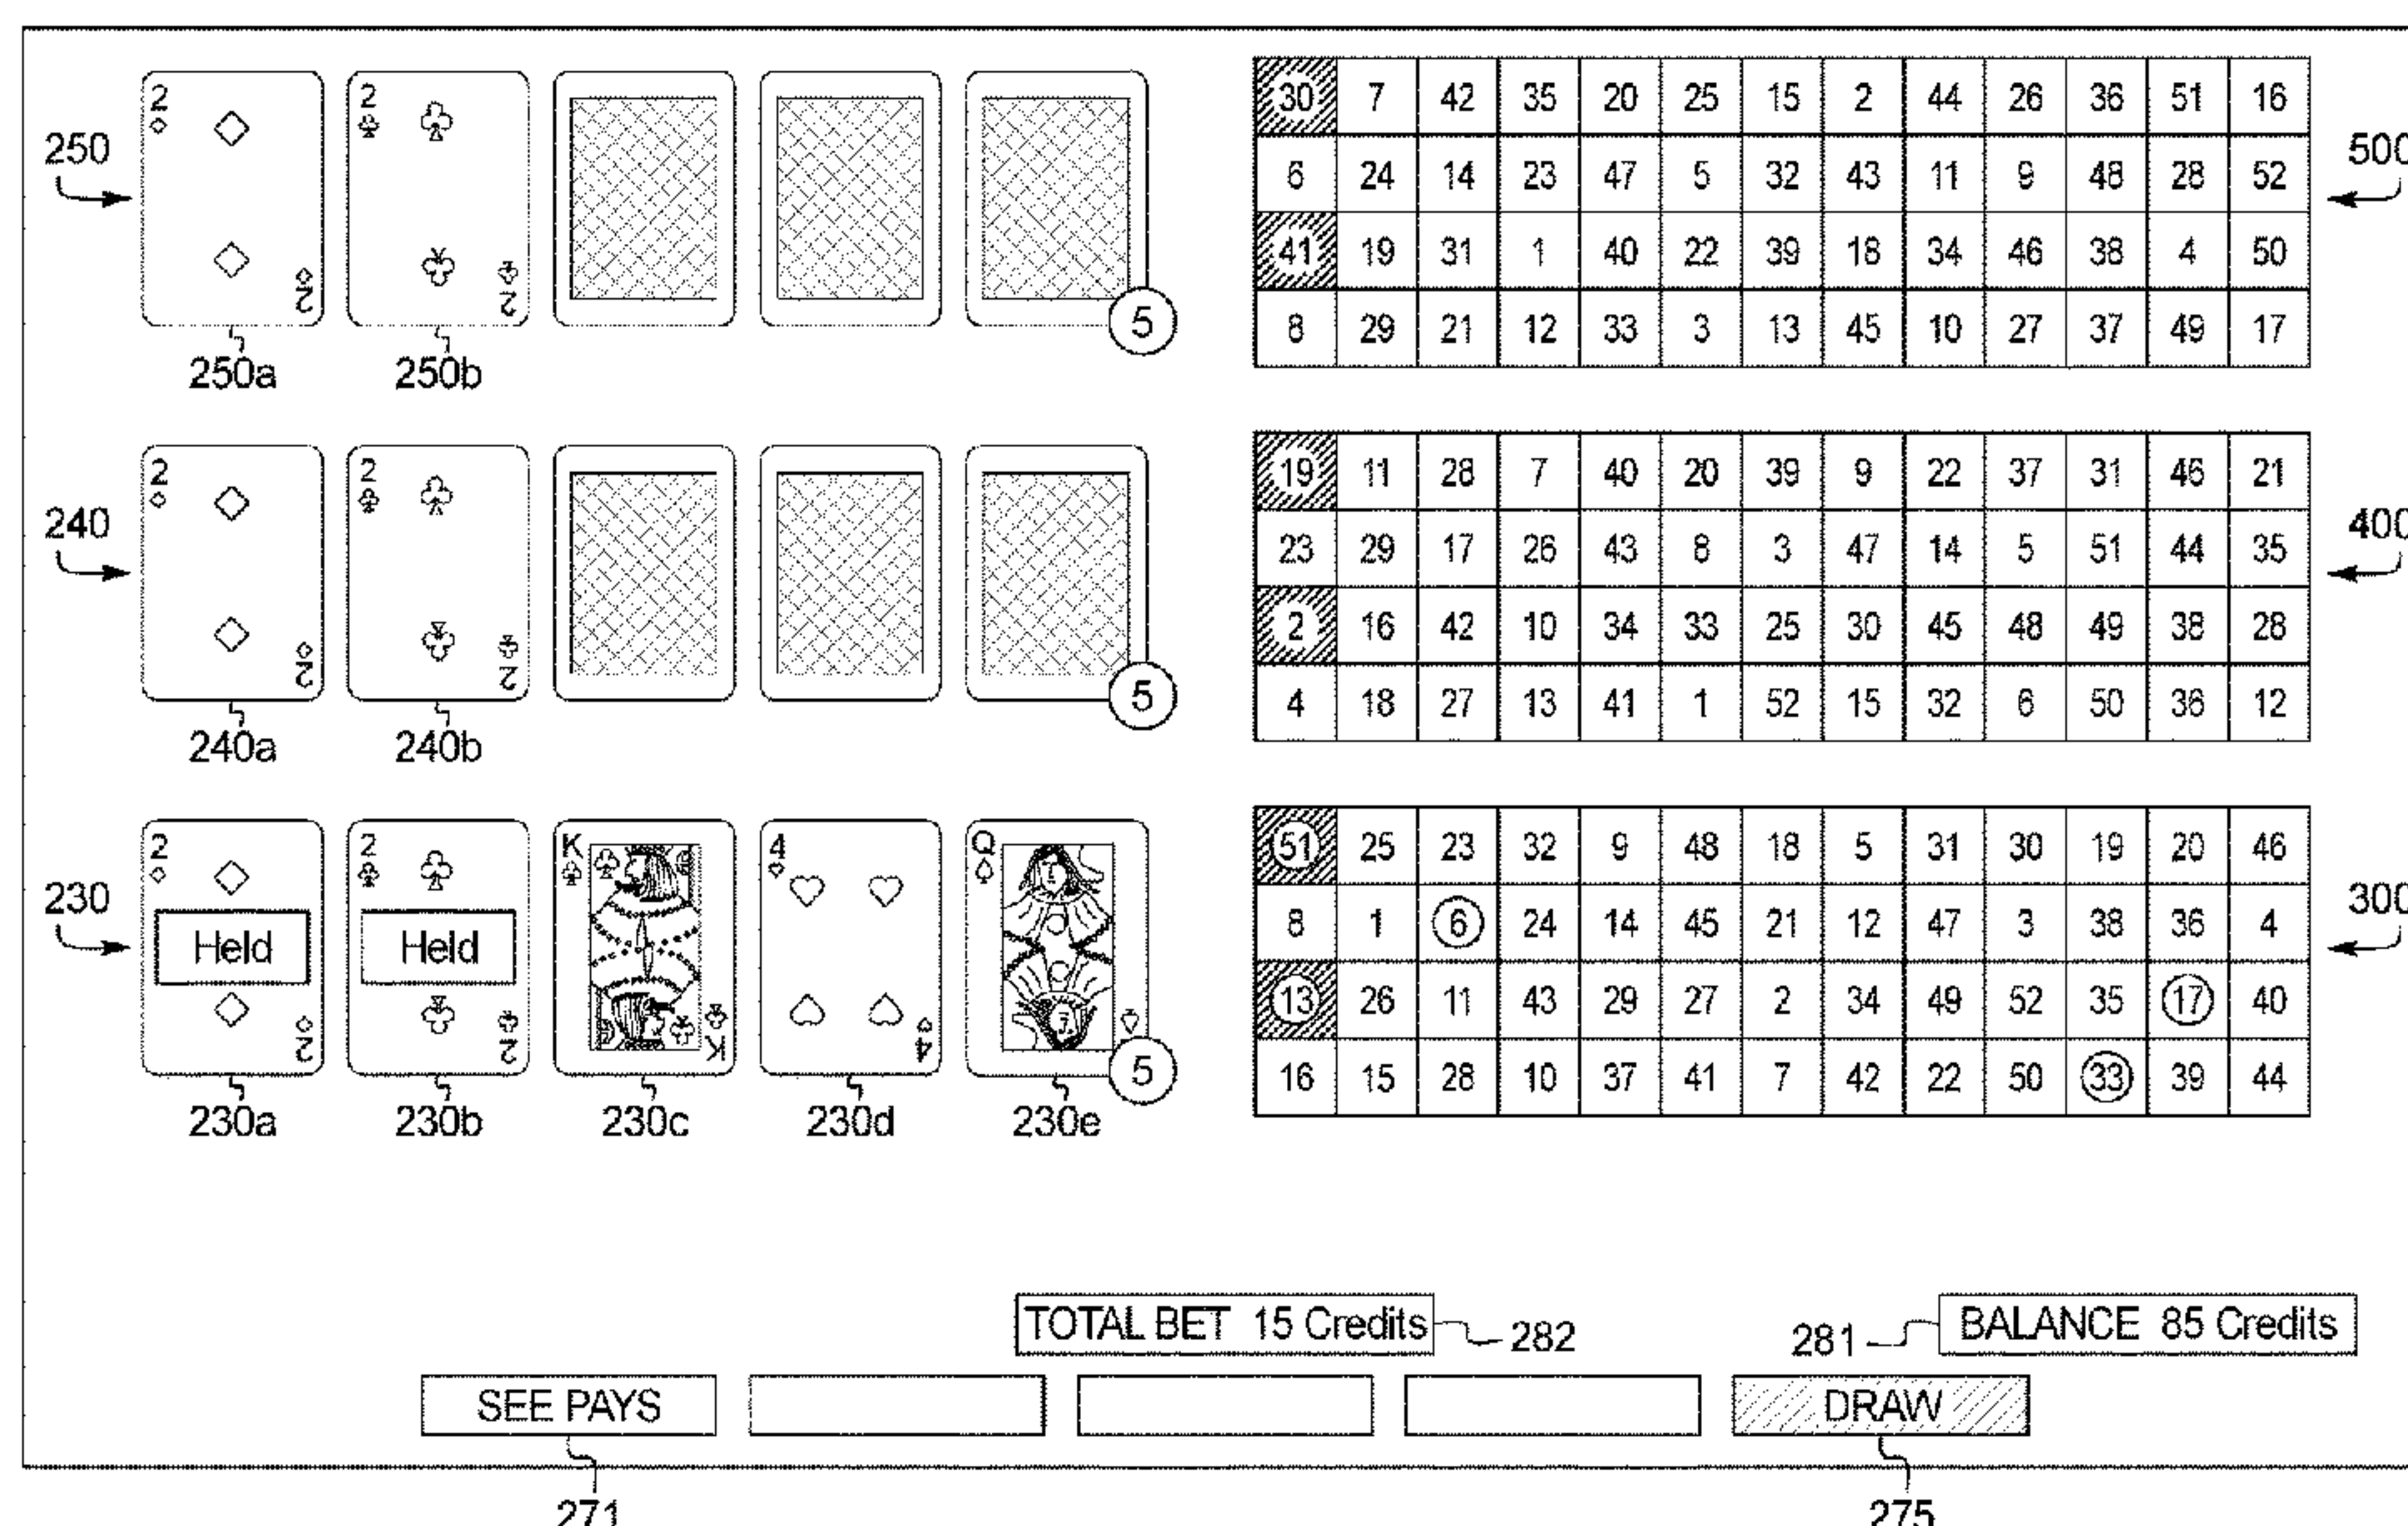 2 2
250
5
250a 250b
30 7 42 35 20 25 15 2 44 26 36 51 16
6 24 14 23 47 5 32 43 11 9 48 28 52
41 19 31 1 40 22 39 18 34 46 38 4 50
8 29 21 12 33 3 13 45 10 27 37 49 17
500
2 2
240
5
240a 240b
19 11 28 7 40 20 39 9 22 37 31 46 21
23 29 17 26 43 8 3 47 14 5 51 44 35
2 16 42 10 34 33 25 30 45 48 49 38 28
4 18 27 13 41 1 52 15 32 6 50 36 12
400
2 2 K 4 Q
230
Held Held
2 2 K 4
5
230a 230b 230c 230d 230e
51 25 23 32 9 48 18 5 31 30 19 20 46
8 1 6 24 14 45 21 12 47 3 38 36 4
13 26 11 43 29 27 2 34 49 52 35 17 40
16 15 28 10 37 41 7 42 22 50 33 39 44
300
TOTAL BET 15 Credits 282
281 BALANCE 85 Credits
SEE PAYS DRAW
271 275